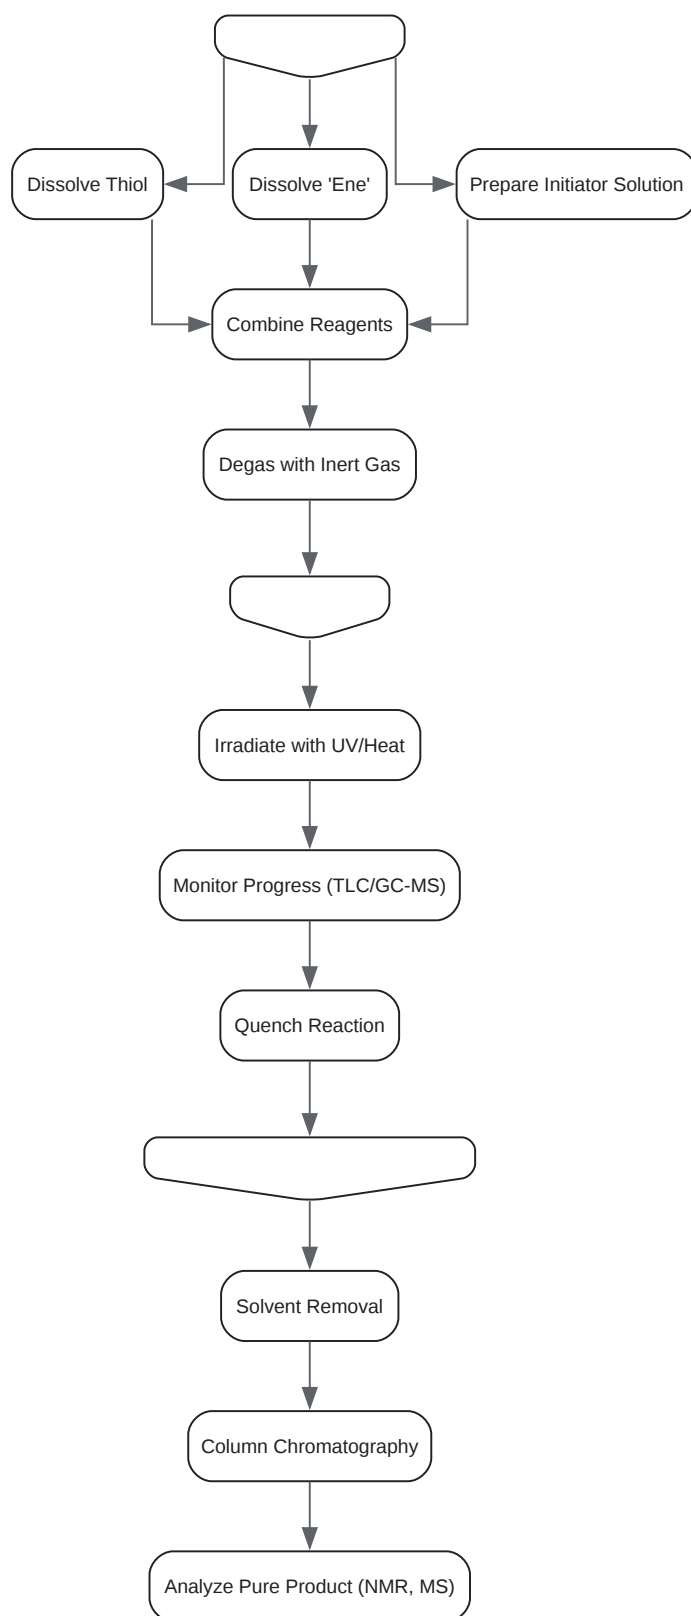 Dissolve Thiol
Dissolve 'Ene'
Prepare Initiator Solution
Combine Reagents
Degas with Inert Gas
Irradiate with UV/Heat
Monitor Progress (TLC/GC-MS)
Quench Reaction
Solvent Removal
Column Chromatography
Analyze Pure Product (NMR, MS)